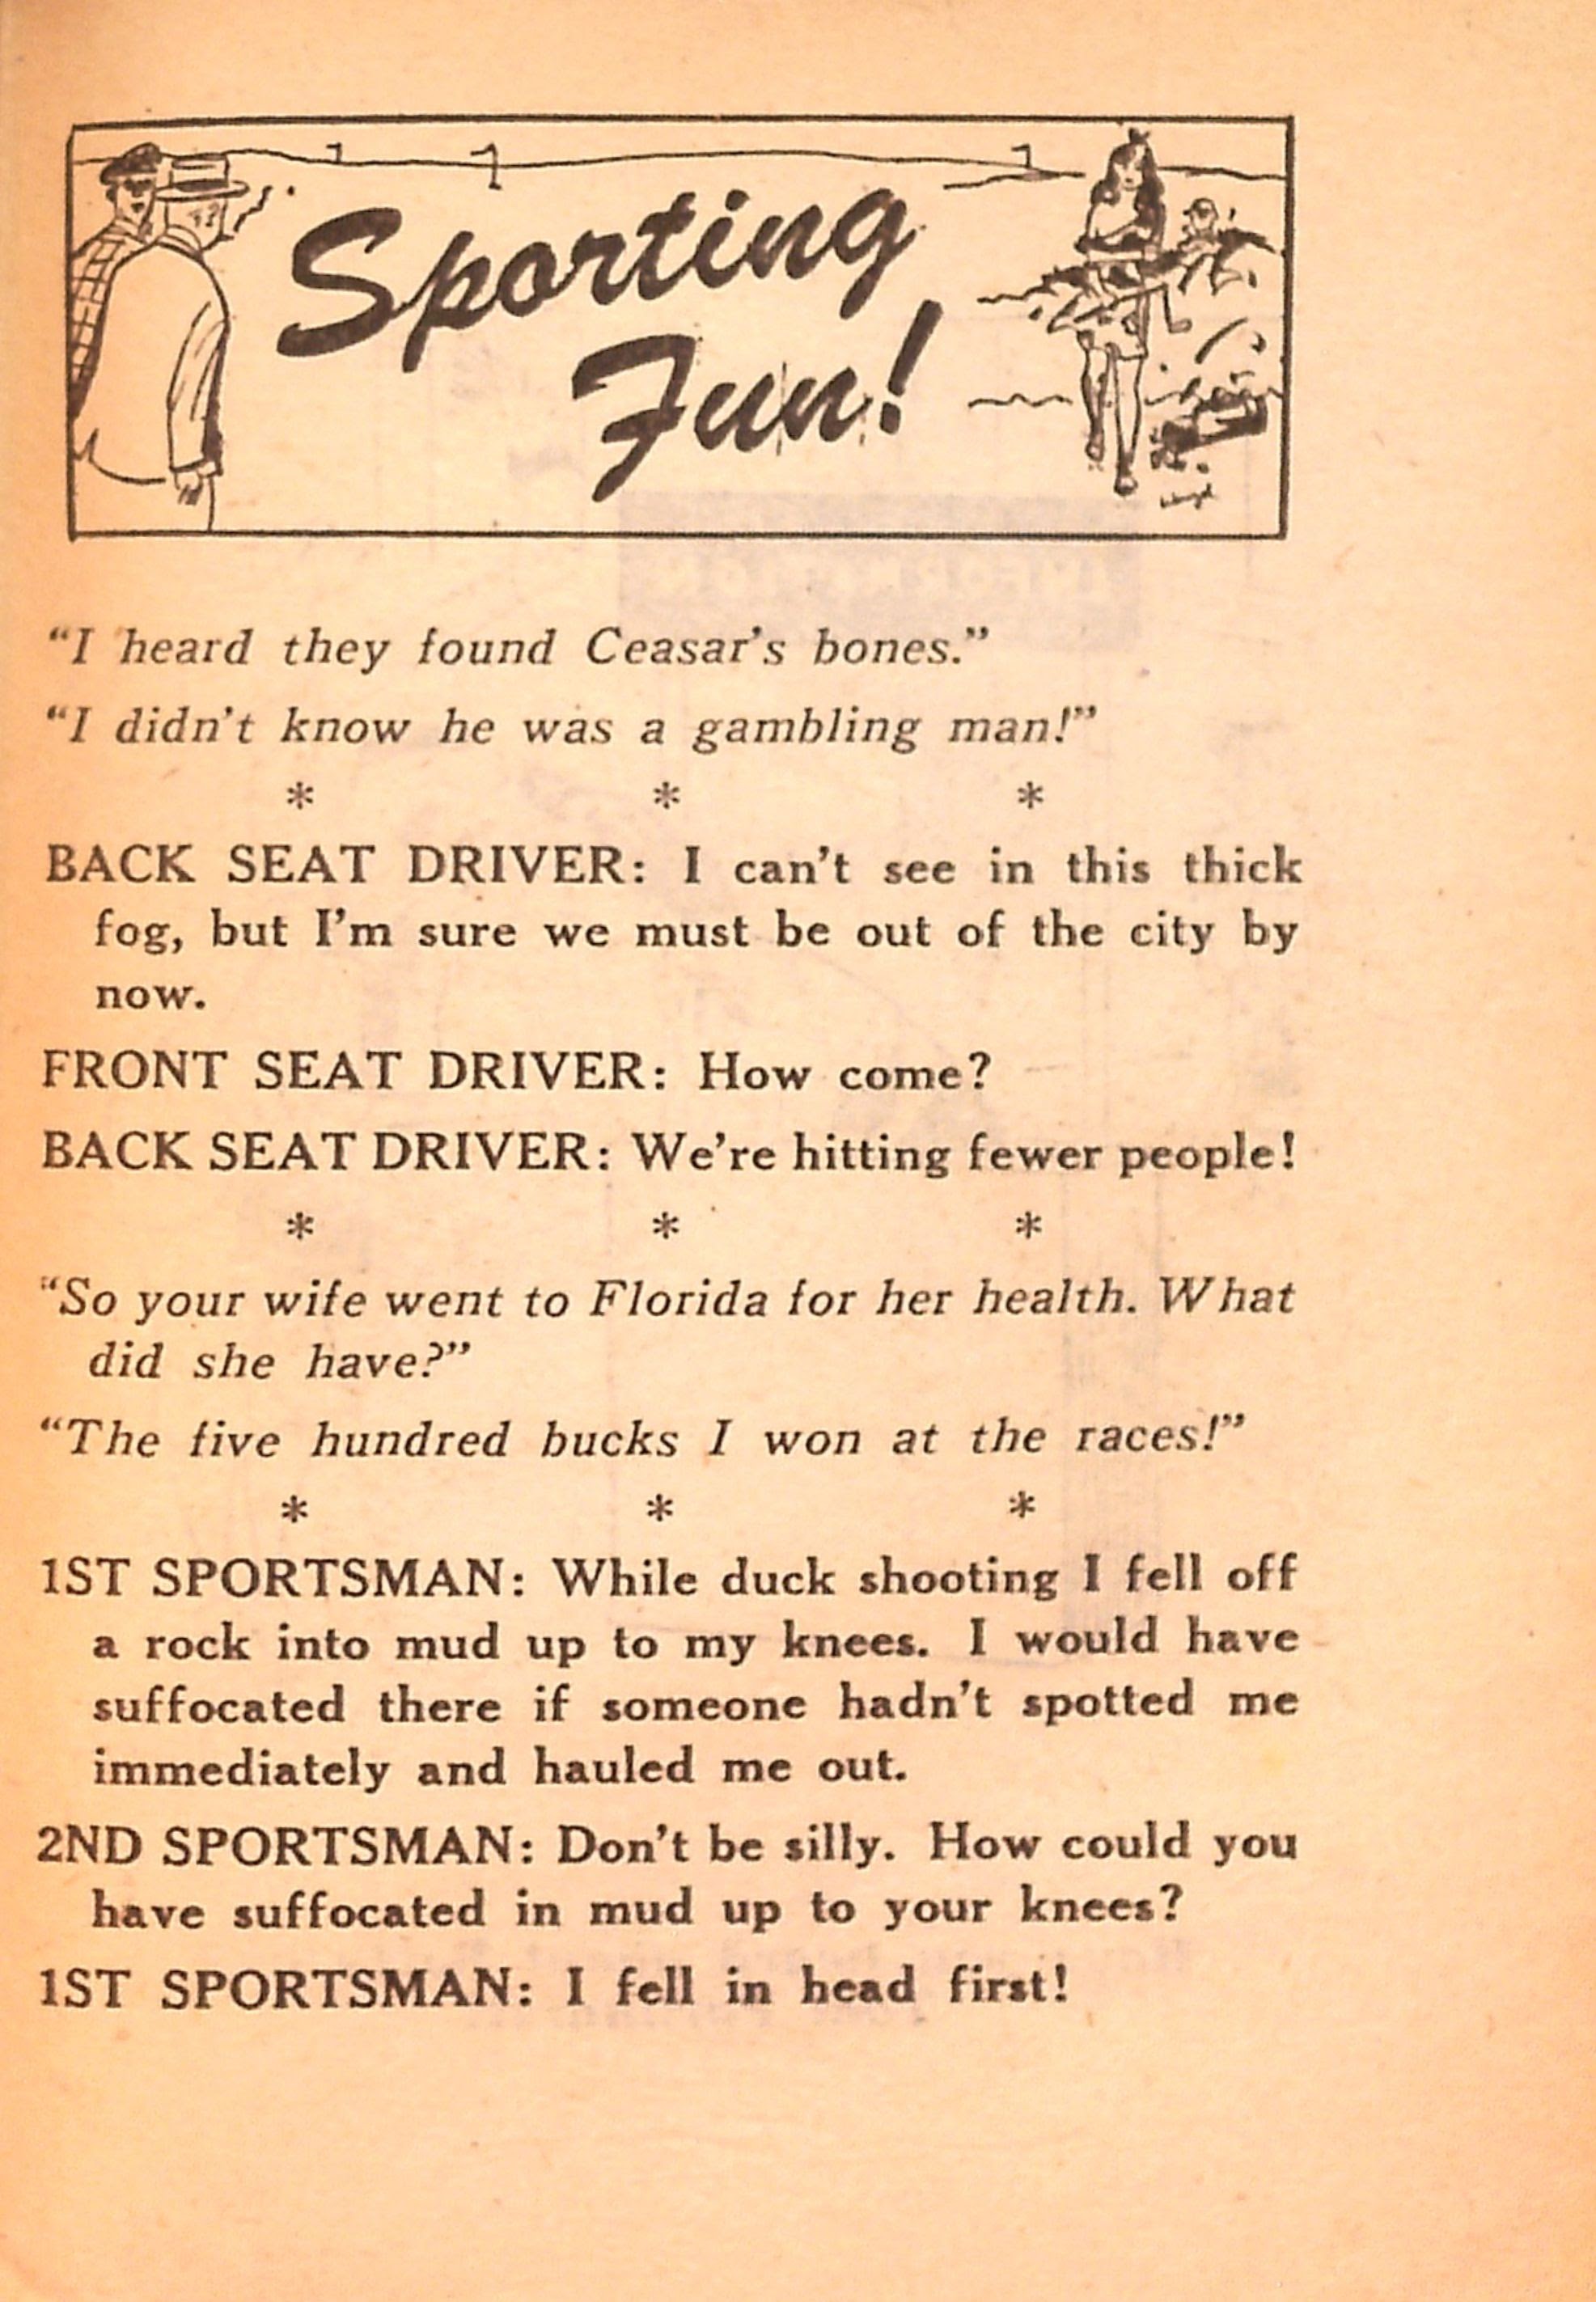 Sporting
Fun!
“I heard they found Ceasar’s bones.”
“I didn’t know he was a gambling man!”
* * *
BACK SEAT DRIVER: I can’t see in this thick
fog, but I’m sure we must be out of the city by
now.
FRONT SEAT DRIVER: How come?
BACK SEAT DRIVER: We’re hitting fewer people!
* * *
“So your wife went to Florida for her health. What
did she have?”
“The five hundred bucks I won at the races!”
* * *
1ST SPORTSMAN: While duck shooting I fell off
a rock into mud up to my knees. I would have
suffocated there if someone hadn’t spotted me
immediately and hauled me out.
2ND SPORTSMAN: Don’t be silly. How could you
have suffocated in mud up to your knees?
1ST SPORTSMAN: I fell in head first!